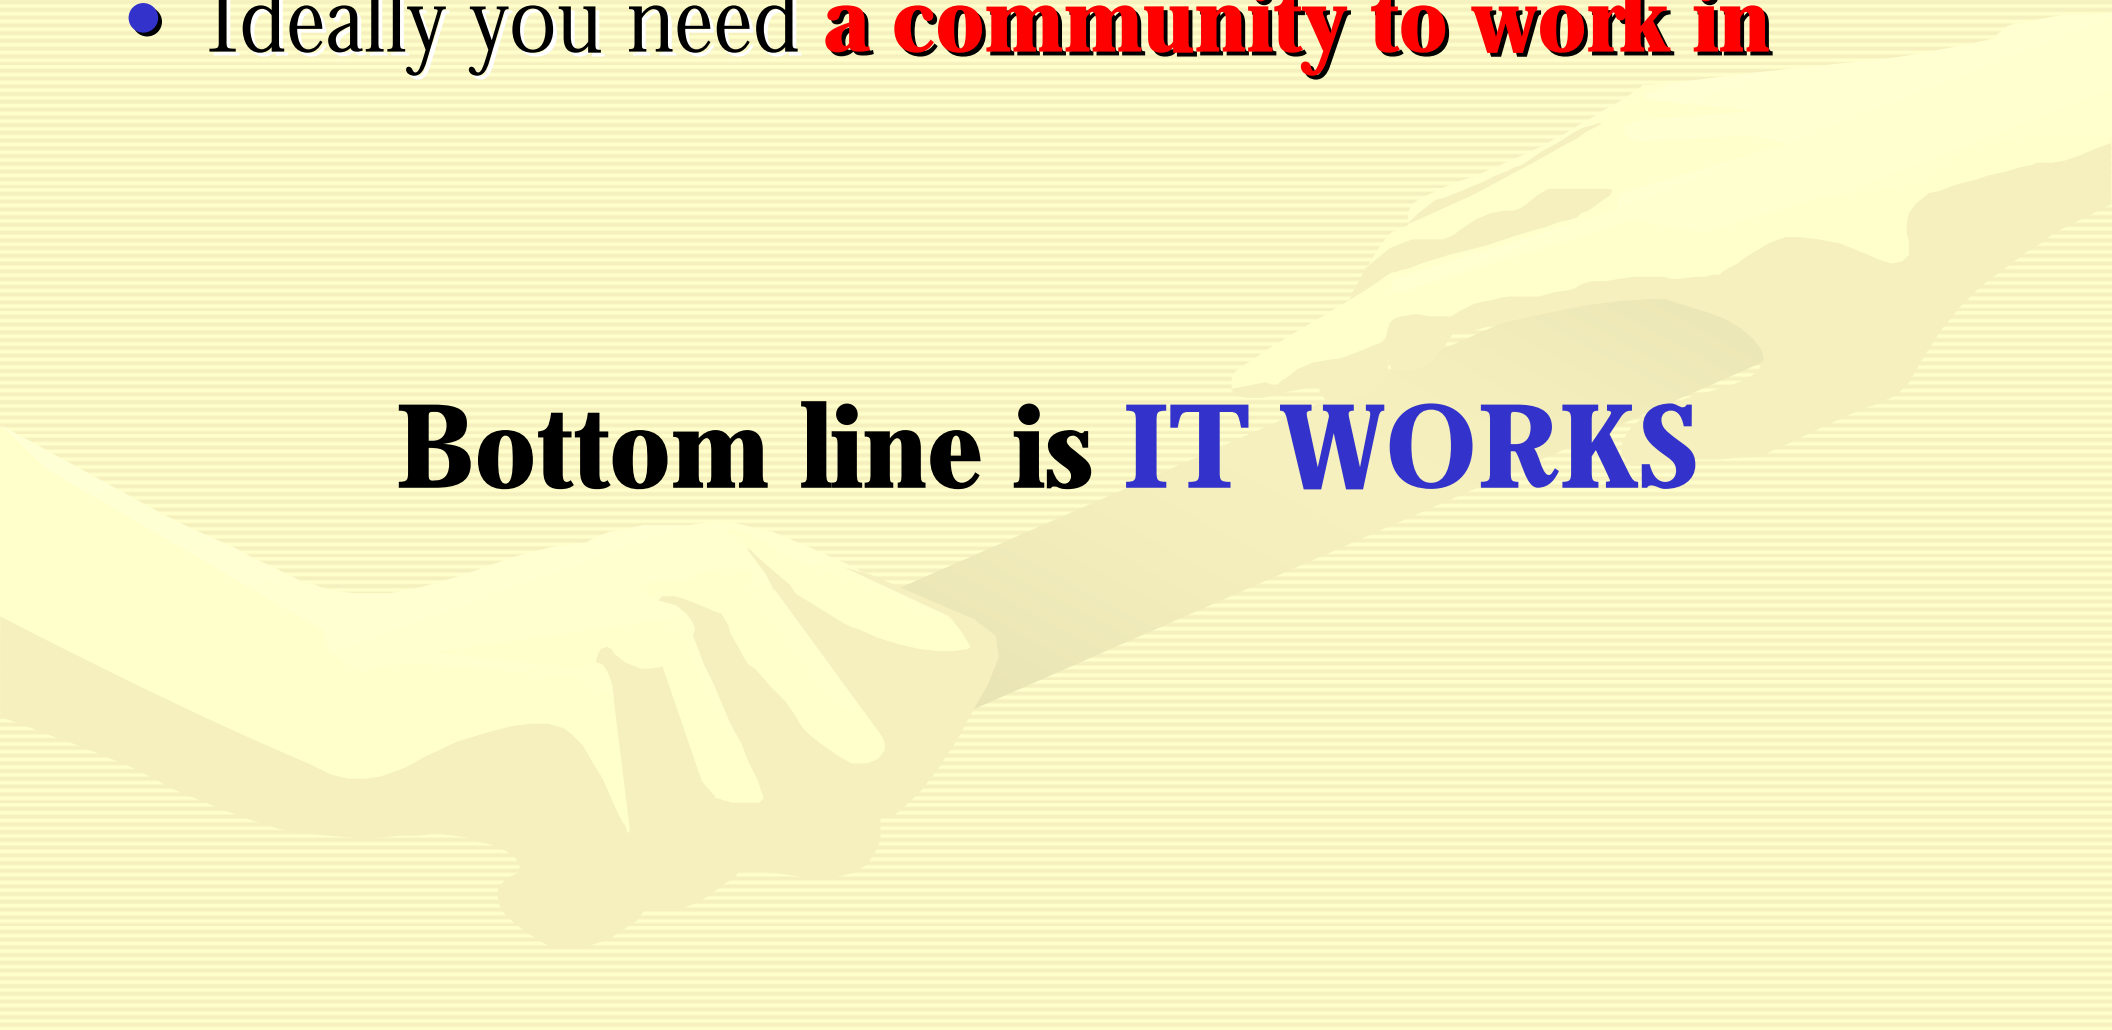 • Ideally you need a community to work in
Bottom line is IT WORKS